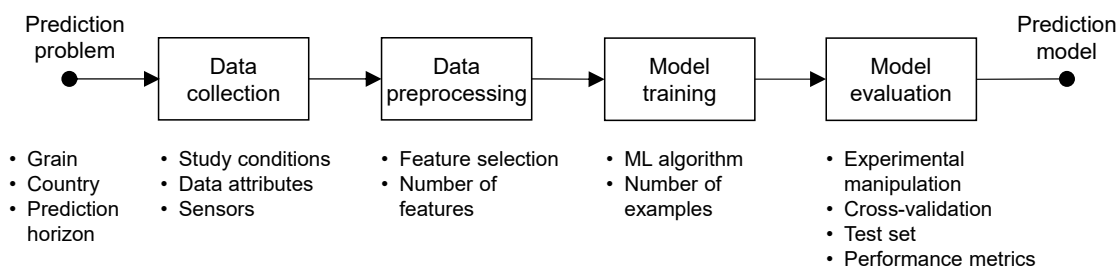 Prediction
problem
Data
collection
Data
preprocessing
Model
training
Model
evaluation
Prediction
model
• Grain
• Country
• Prediction
horizon
• Study conditions
• Data attributes
• Sensors
• Feature selection
• Number of
features
• ML algorithm
• Number of
examples
• Experimental
manipulation
• Cross-validation
• Test set
• Performance metrics